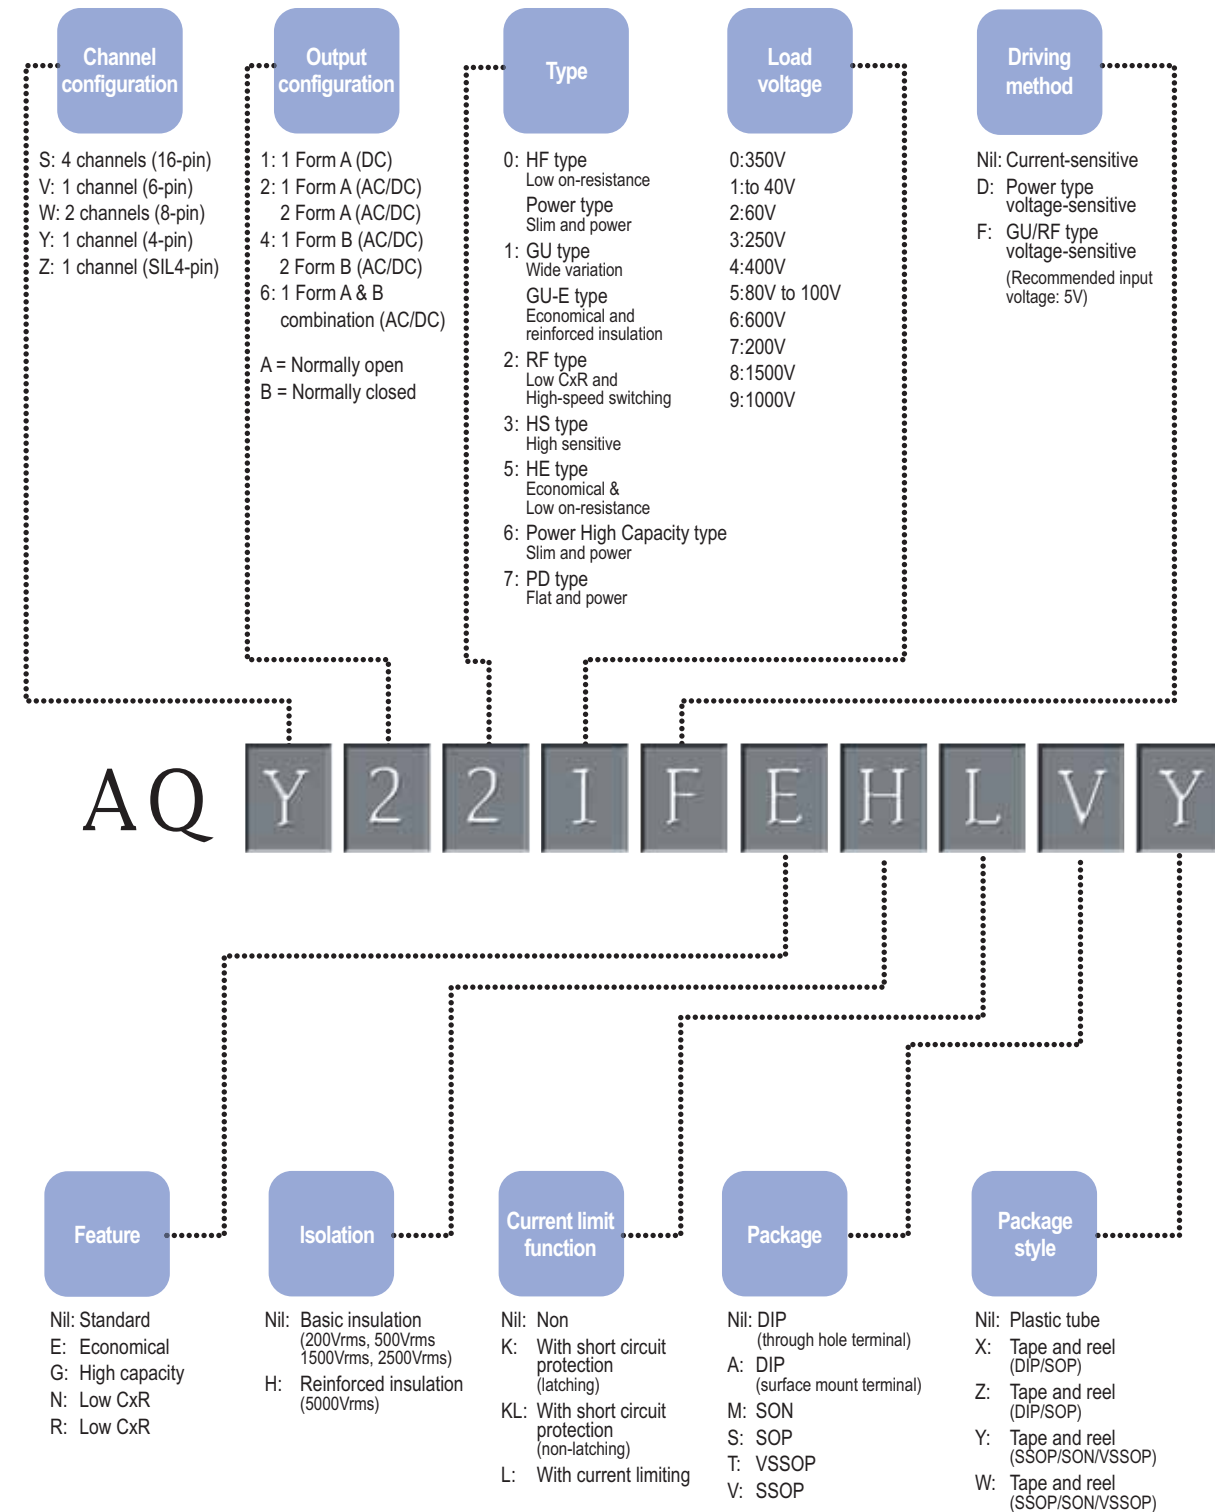 Channel
configuration
S: 4 channels (16-pin)
V: 1 channel (6-pin)
W: 2 channels (8-pin)
Y: 1 channel (4-pin)
Z: 1 channel (SIL4-pin)
Output
configuration
1: 1 Form A (DC)
2: 1 Form A (AC/DC)
2 Form A (AC/DC)
4: 1 Form B (AC/DC)
2 Form B (AC/DC)
6: 1 Form A & B
combination (AC/DC)
A = Normally open
B = Normally closed
Type
0: HF type
Low on-resistance
Power type
Slim and power
1: GU type
Wide variation
GU-E type
Economical and
reinforced insulation
2: RF type
Low CxR and
High-speed switching
3: HS type
High sensitive
5: HE type
Economical &
Low on-resistance
6: Power High Capacity type
Slim and power
7: PD type
Flat and power
Load
voltage
0:350V
1:to 40V
2:60V
3:250V
4:400V
5:80V to 100V
6:600V
7:200V
8:1500V
9:1000V
Driving
method
Nil: Current-sensitive
D: Power type
voltage-sensitive
F: GU/RF type
voltage-sensitive
(Recommended input
voltage: 5V)
AQ Y 2 2 1 F E H L V Y
Feature
Nil: Standard
E: Economical
G: High capacity
N: Low CxR
R: Low CxR
Isolation
Nil: Basic insulation
(200Vrms, 500Vrms
1500Vrms, 2500Vrms)
H: Reinforced insulation
(5000Vrms)
Current limit
function
Nil: Non
K: With short circuit
protection
(latching)
KL: With short circuit
protection
(non-latching)
L: With current limiting
Package
Nil: DIP
(through hole terminal)
A: DIP
(surface mount terminal)
M: SON
S: SOP
T: VSSOP
V: SSOP
Package
style
Nil: Plastic tube
X: Tape and reel
(DIP/SOP)
Z: Tape and reel
(DIP/SOP)
Y: Tape and reel
(SSOP/SON/VSSOP)
W: Tape and reel
(SSOP/SON/VSSOP)